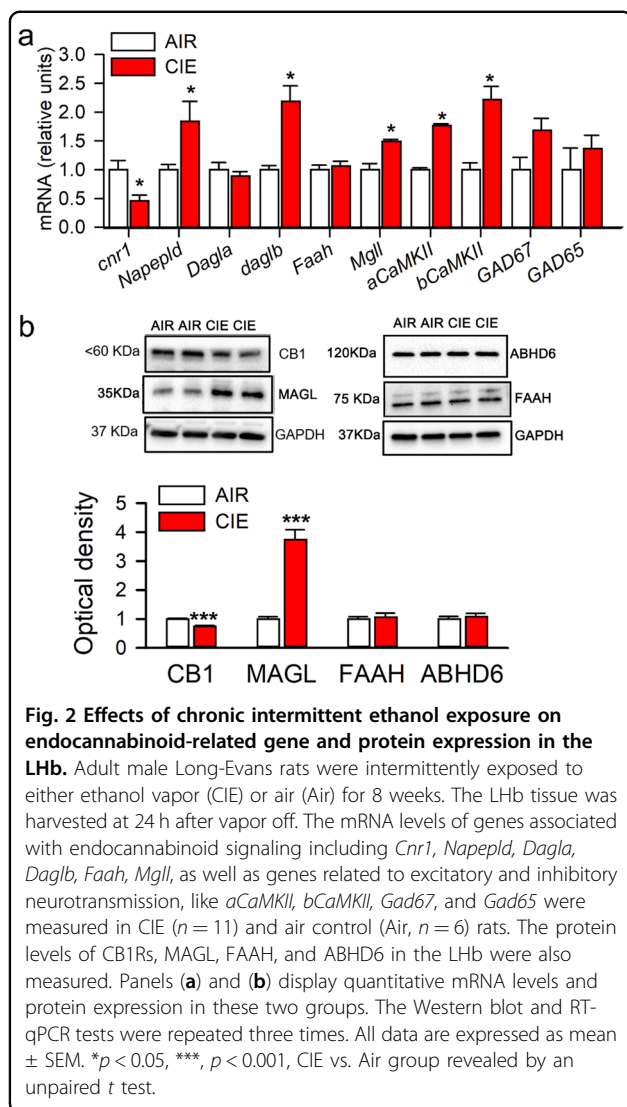 a
AIR
CIE
mRNA (relative units)
3.0
2.5
2.0
1.5
1.0
0.5
0.0
*
*
*
*
*
*
cnr1
Napepld
Dagla
daglb
Faah
Mgll
aCaMKII
bCaMKII
GAD67
GAD65
b
AIR AIR CIE CIE
<60 KDa
CB1
35KDa
MAGL
37 KDa
GAPDH
AIR AIR CIE CIE
120KDa
ABHD6
75 KDa
FAAH
37KDa
GAPDH
AIR
CIE
Optical density
5
4
3
2
1
0
***
***
CB1 MAGL FAAH ABHD6
Fig. 2 Effects of chronic intermittent ethanol exposure on
endocannabinoid-related gene and protein expression in the
LHb. Adult male Long-Evans rats were intermittently exposed to
either ethanol vapor (CIE) or air (Air) for 8 weeks. The LHb tissue was
harvested at 24 h after vapor off. The mRNA levels of genes associated
with endocannabinoid signaling including Cnr1, Napepld, Dagla,
Daglb, Faah, Mgll, as well as genes related to excitatory and inhibitory
neurotransmission, like aCaMKII, bCaMKII, Gad67, and Gad65 were
measured in CIE (n = 11) and air control (Air, n = 6) rats. The protein
levels of CB1Rs, MAGL, FAAH, and ABHD6 in the LHb were also
measured. Panels (a) and (b) display quantitative mRNA levels and
protein expression in these two groups. The Western blot and RT-
qPCR tests were repeated three times. All data are expressed as mean
± SEM. *p < 0.05, ***, p < 0.001, CIE vs. Air group revealed by an
unpaired t test.